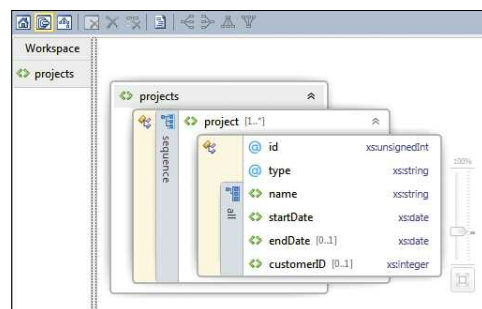 Workspace
projects
projects
project [1..*]
sequence
@ id xs:unsignedInt
@ type xs:string
all
name xs:string
startDate xs:date
endDate [0..1] xs:date
customerID [0..1] xs:integer
100%